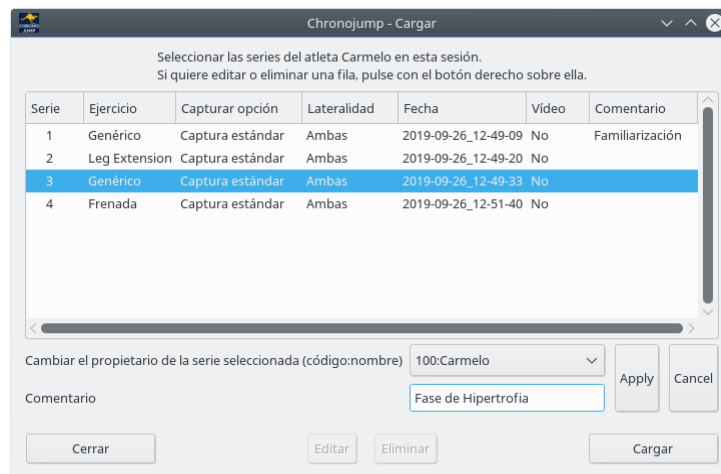 CHRONO
JUMP
Chronojump - Cargar
Seleccionar las series del atleta Carmelo en esta sesión.
Si quiere editar o eliminar una fila, pulse con el botón derecho sobre ella.
Serie Ejercicio Capturar opción Lateralidad Fecha Vídeo Comentario
1 Genérico Captura estándar Ambas 2019-09-26_12-49-09 No Familiarización
2 Leg Extension Captura estándar Ambas 2019-09-26_12-49-20 No
3 Genérico Captura estándar Ambas 2019-09-26_12-49-33 No
4 Frenada Captura estándar Ambas 2019-09-26_12-51-40 No
Cambiar el propietario de la serie seleccionada (código:nombre) 100:Carmelo Apply Cancel
Comentario Fase de Hipertrofia
Cerrar Editar Eliminar Cargar